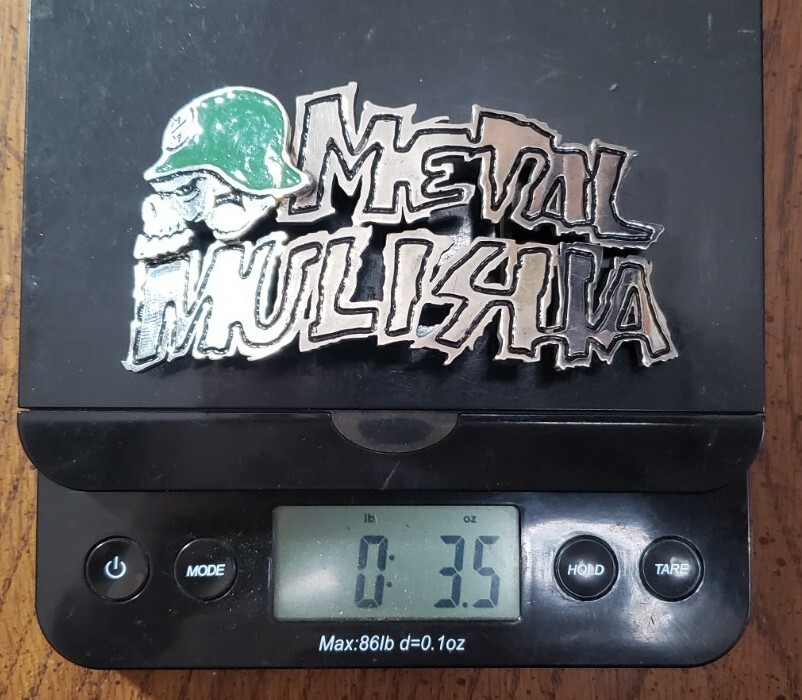 METAL
MULISHA
lb oz
0: 3.5
MODE
HOLD
TARE
Max:86lb d=0.1oz